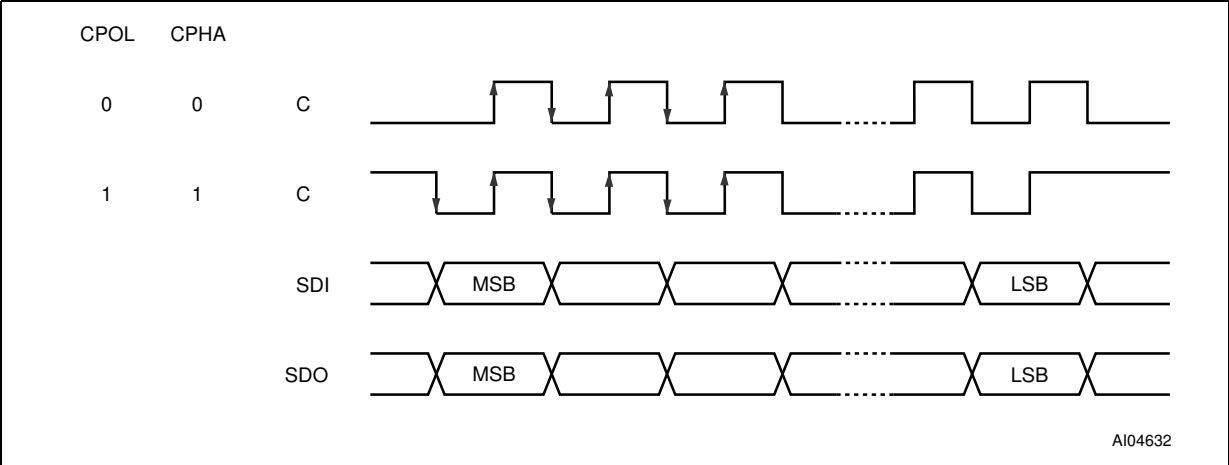 CPOL CPHA
0 0 C
1 1 C
SDI MSB LSB
SDO MSB LSB
AI04632